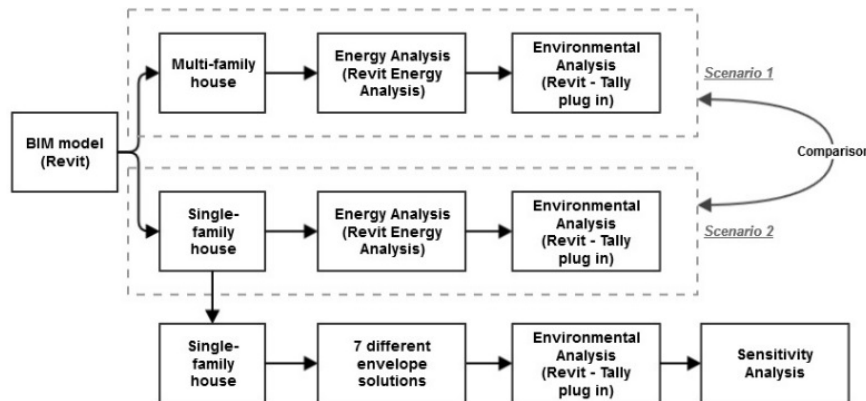 Multi-family
house
Energy Analysis
(Revit Energy
Analysis)
Environmental
Analysis
(Revit - Tally
plug in)
Scenario 1
BIM model
(Revit)
Comparison
Single-
family
house
Energy Analysis
(Revit Energy
Analysis)
Environmental
Analysis
(Revit - Tally
plug in)
Scenario 2
Single-
family
house
7 different
envelope
solutions
Environmental
Analysis
(Revit - Tally
plug in)
Sensitivity
Analysis